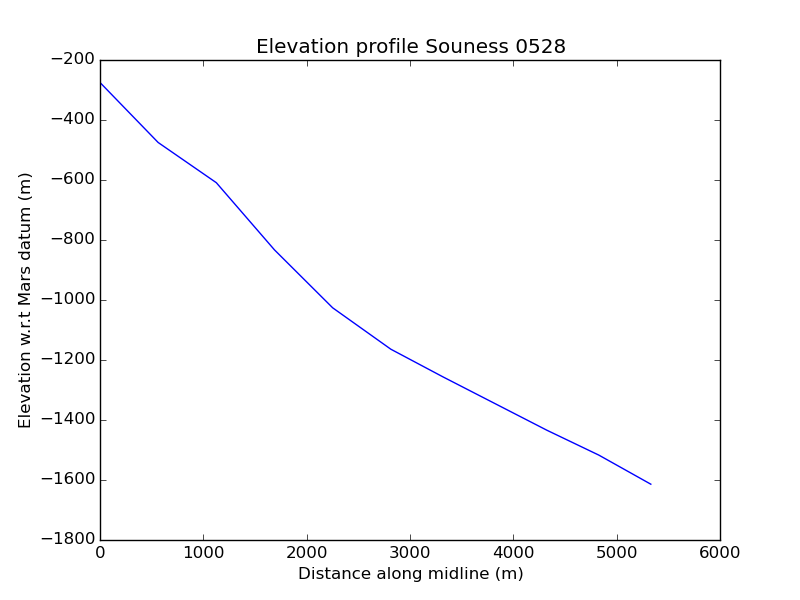 Elevation profile Souness 0528
−200
−400
−600
−800
−1000
−1200
−1400
−1600
−1800
Elevation w.r.t Mars datum (m)
0 1000 2000 3000 4000 5000 6000
Distance along midline (m)